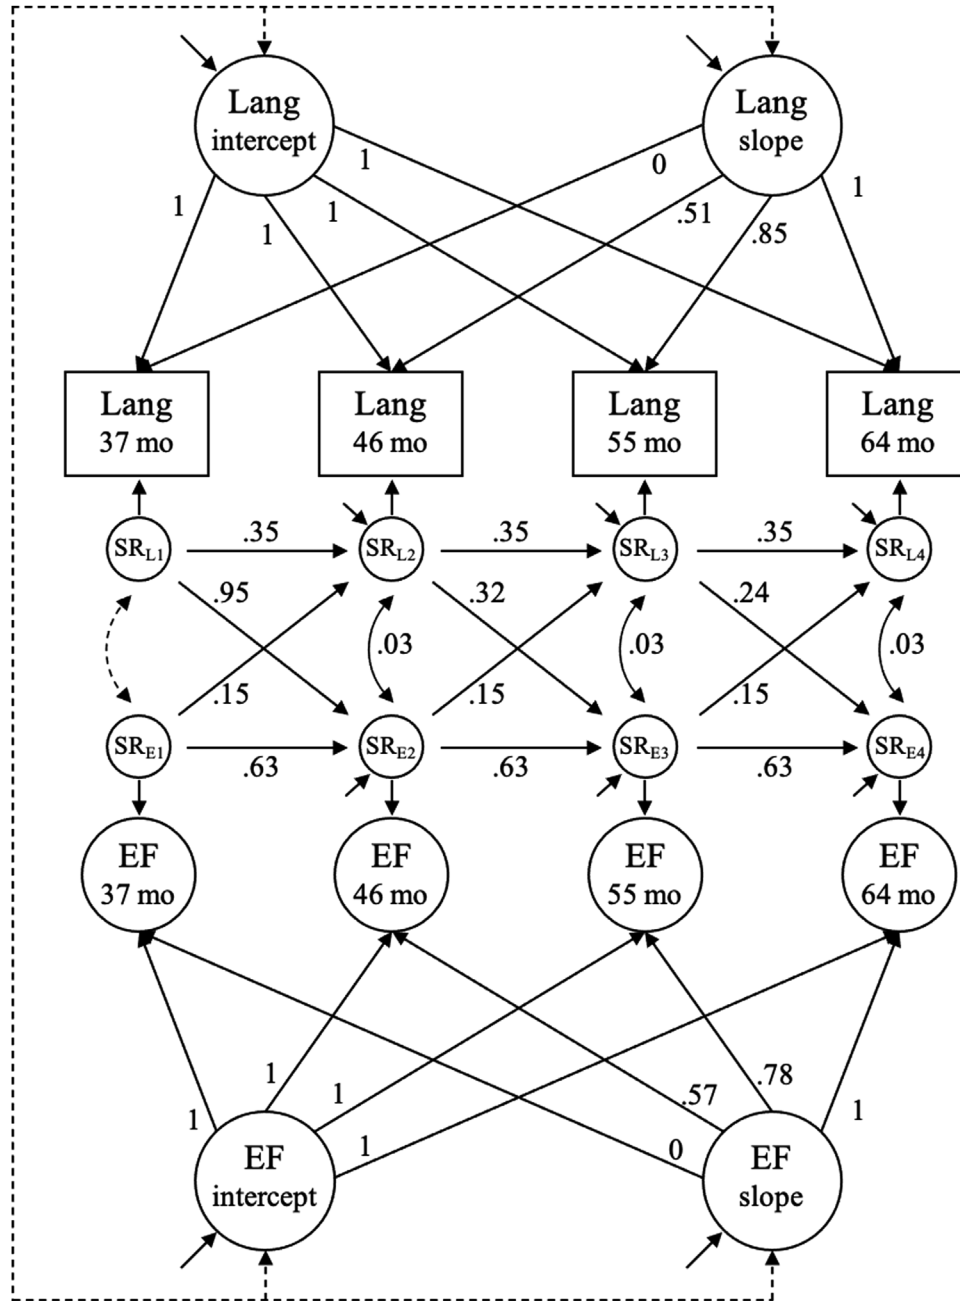 Lang
intercept
Lang
slope
1
1
1
1
0
.51
.85
1
Lang
37 mo
Lang
46 mo
Lang
55 mo
Lang
64 mo
SRL1
.35
SRL2
.35
SRL3
.35
SRL4
.95
.32
.24
.03
.03
.03
.15
.15
.15
SRE1
.63
SRE2
.63
SRE3
.63
SRE4
EF
37 mo
EF
46 mo
EF
55 mo
EF
64 mo
1
1
1
1
0
.57
.78
1
EF
intercept
EF
slope